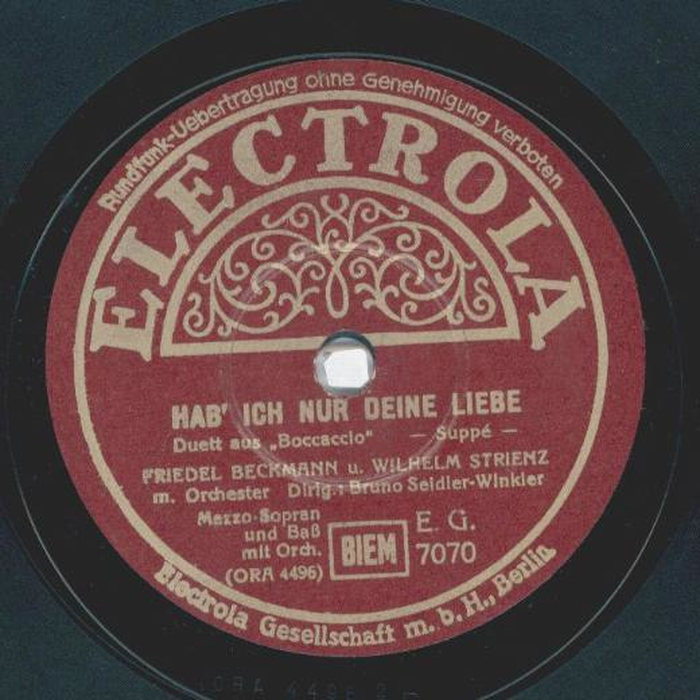 Rundfunk-Uebertragung ohne Genehmigung verboten
ELECTROLA
HAB' ICH NUR DEINE LIEBE
Duett aus „Boccaccio" — Suppé —
FRIEDEL BECKMANN u. WILHELM STRIENZ
m. Orchester Dirig.: Bruno Seidler-Winkler
Mezzo-Sopran
und Baß
mit Orch.
(ORA 4496)
BIEM
E. G.
7070
Electrola Gesellschaft m. b. H., Berlin